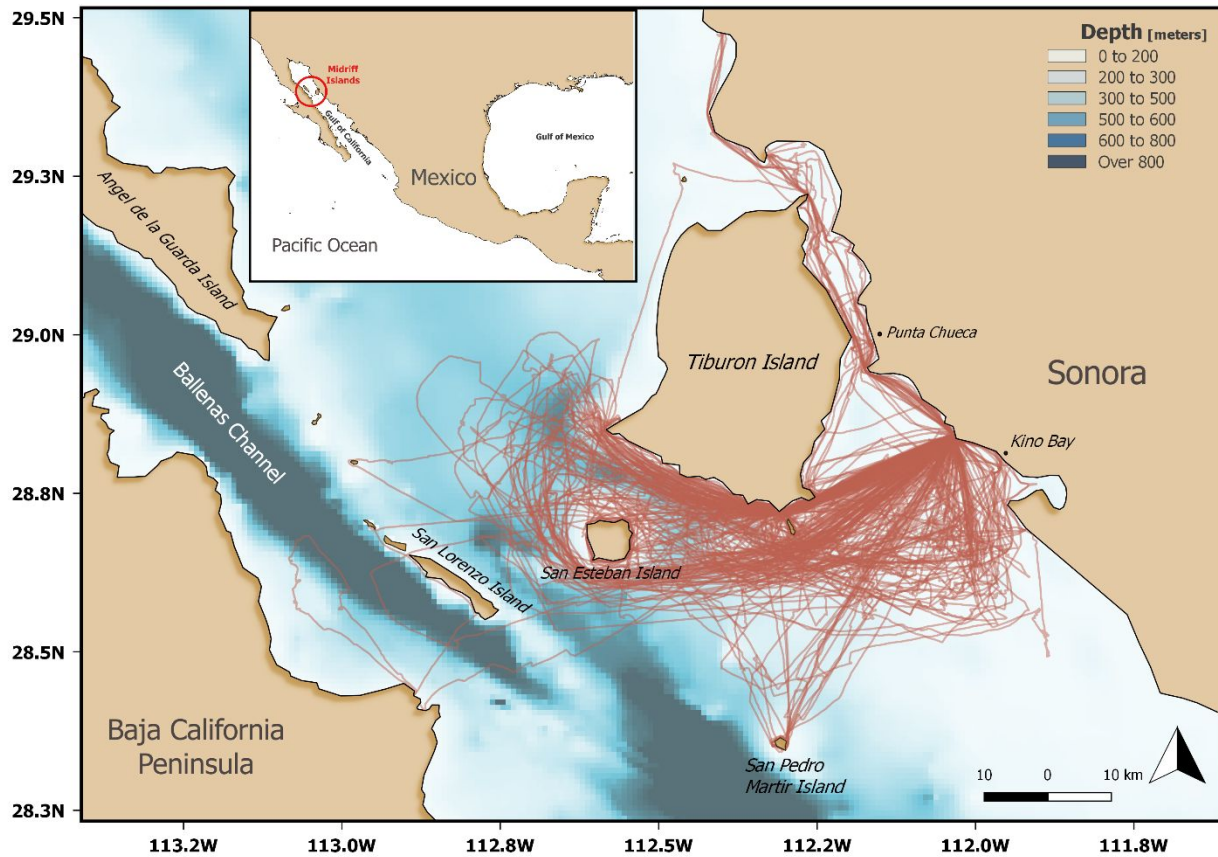 29.5N
29.3N
29.0N
28.8N
28.5N
28.3N
Midriff
Islands
Gulf of California
Gulf of Mexico
Mexico
Pacific Ocean
Depth [meters]
0 to 200
200 to 300
300 to 500
500 to 600
600 to 800
Over 800
Angel de la Guarda Island
Ballenas Channel
Tiburon Island
Punta Chueca
Sonora
Kino Bay
San Lorenzo Island
San Esteban Island
Baja California
Peninsula
San Pedro
Martir Island
10 0 10 km
113.2W 113.0W 112.8W 112.5W 112.2W 112.0W 111.8W